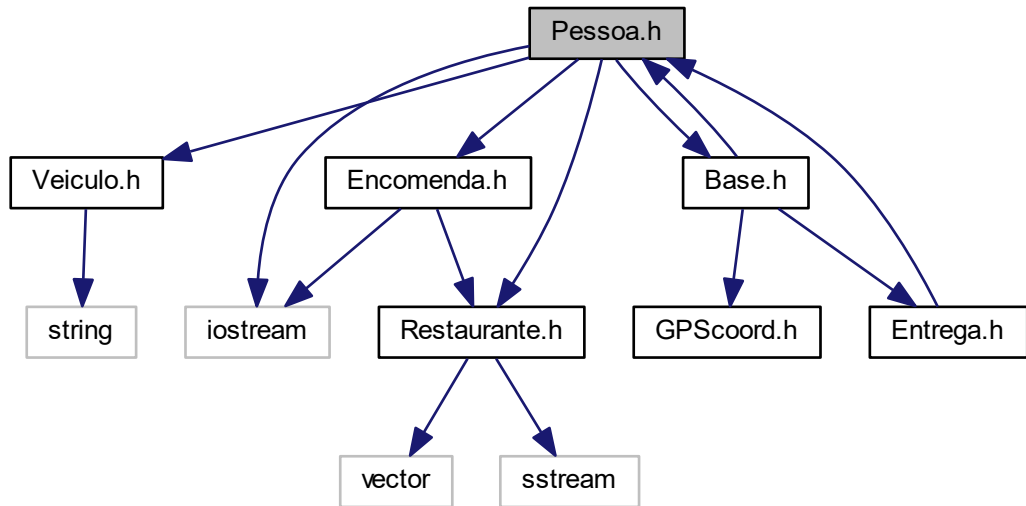 Pessoa.h
Veiculo.h
Encomenda.h
Base.h
string
iostream
Restaurante.h
GPScoord.h
Entrega.h
vector
sstream